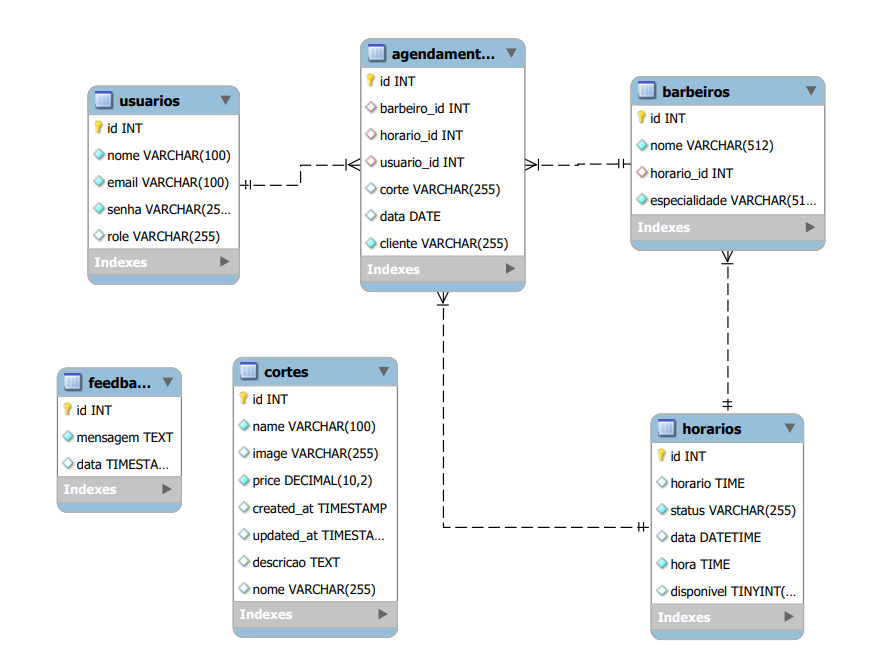 usuarios
id INT
nome VARCHAR(100)
email VARCHAR(100)
senha VARCHAR(25...
role VARCHAR(255)
Indexes
agendament...
id INT
barbeiro_id INT
horario_id INT
usuario_id INT
corte VARCHAR(255)
data DATE
cliente VARCHAR(255)
Indexes
barbeiros
id INT
nome VARCHAR(512)
horario_id INT
especialidade VARCHAR(51...
Indexes
feedba...
id INT
mensagem TEXT
data TIMESTA...
Indexes
cortes
id INT
name VARCHAR(100)
image VARCHAR(255)
price DECIMAL(10,2)
created_at TIMESTAMP
updated_at TIMESTA...
descricao TEXT
nome VARCHAR(255)
Indexes
horarios
id INT
horario TIME
status VARCHAR(255)
data DATETIME
hora TIME
disponivel TINYINT(...
Indexes